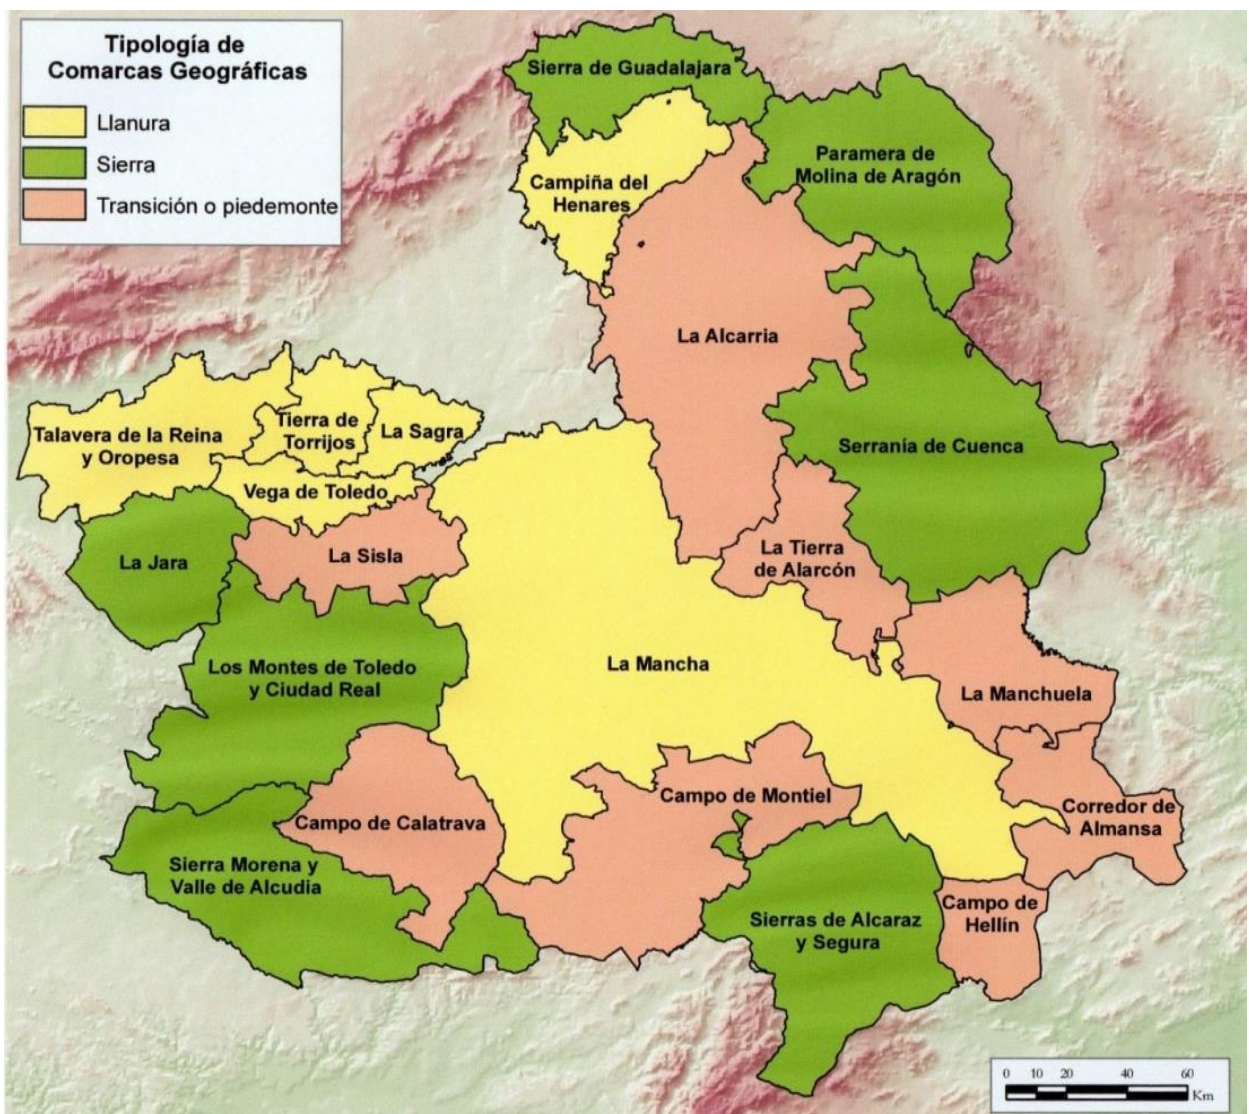 Tipología de
Comarcas Geográficas
Llanura
Sierra
Transición o piedemonte
Sierra de Guadalajara
Paramera de
Molina de Aragón
Campiña del
Henares
La Alcarria
Talavera de la Reina
y Oropesa
Tierra de
Torrijos
La Sagra
Serranía de Cuenca
Vega de Toledo
La Jara
La Sisla
La Tierra
de Alarcón
Los Montes de Toledo
y Ciudad Real
La Mancha
La Manchuela
Campo de Calatrava
Campo de Montiel
Corredor de
Almansa
Sierra Morena y
Valle de Alcudia
Sierras de Alcaraz
y Segura
Campo de
Hellín
0 10 20 40 60
Km